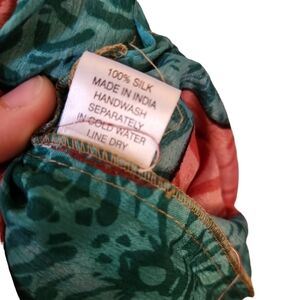 100% SILK
MADE IN INDIA
HANDWASH
SEPARATELY
IN COLD WATER
LINE DRY